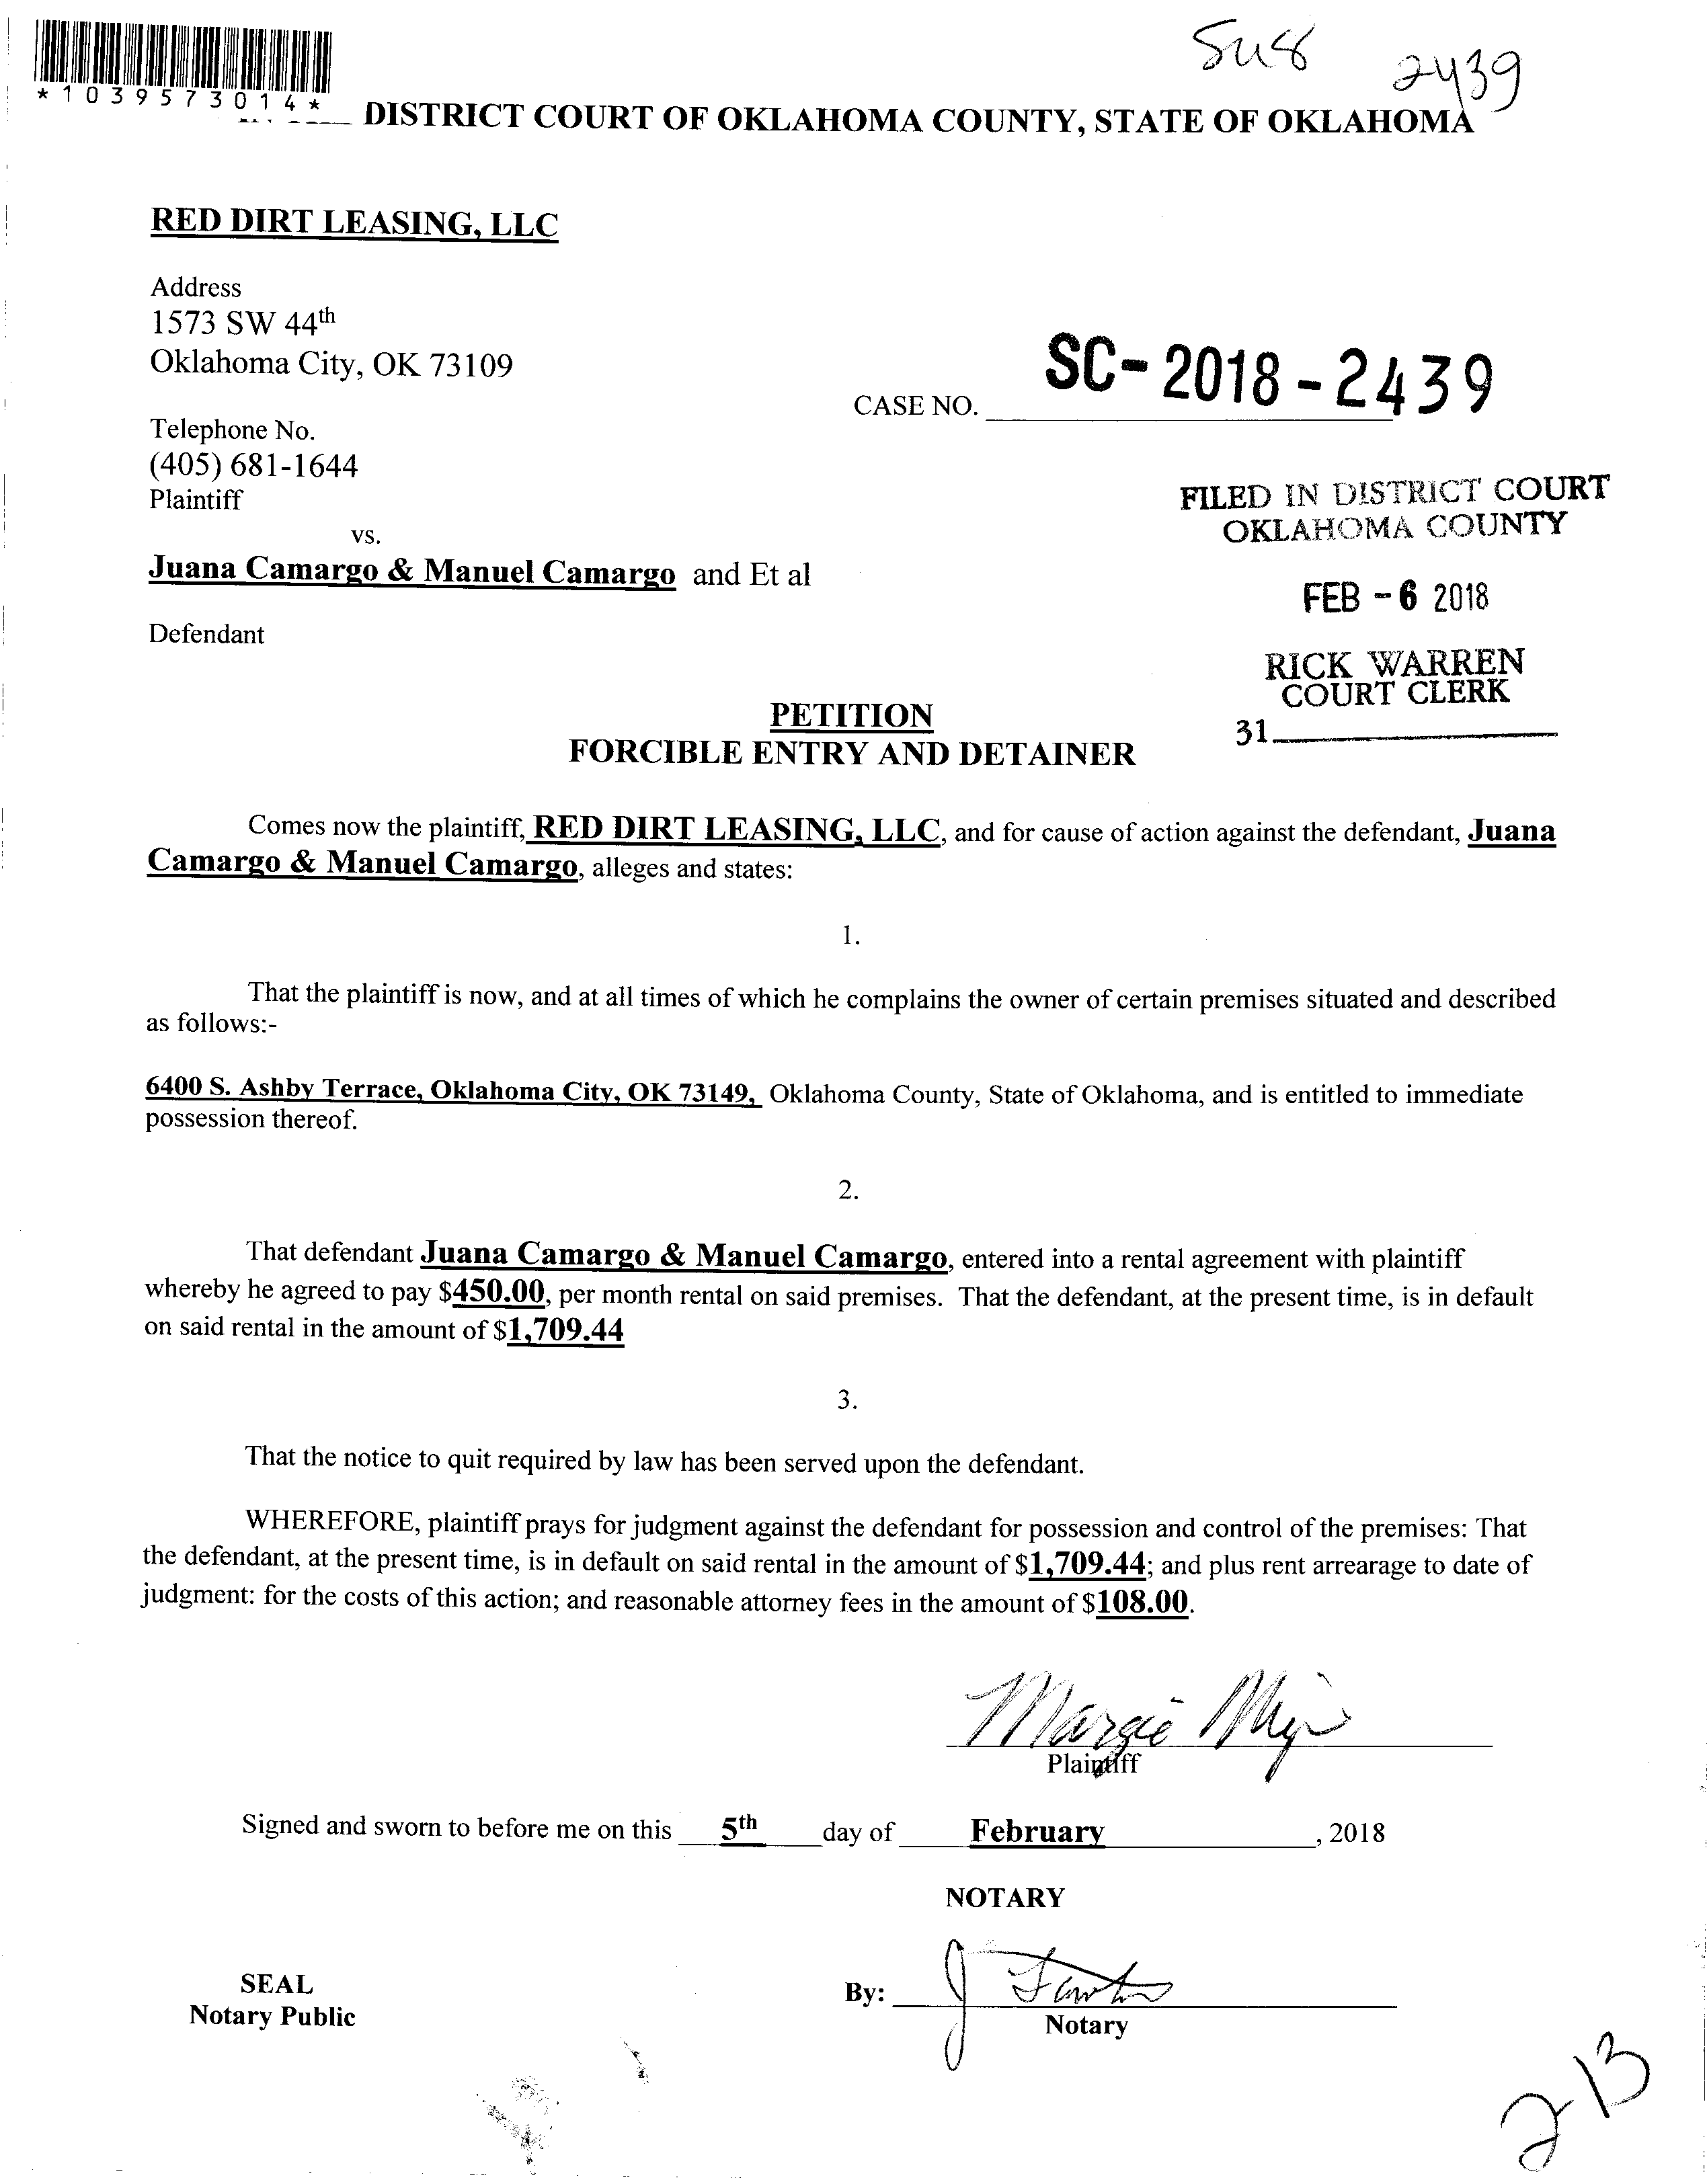 Su8 2439
*1039573014*
DISTRICT COURT OF OKLAHOMA COUNTY, STATE OF OKLAHOMA
RED DIRT LEASING, LLC
Address
1573 SW 44th
Oklahoma City, OK 73109
SC-2018-2439
CASE NO.
Telephone No.
(405) 681-1644
Plaintiff
vs.
Juana Camargo & Manuel Camargo and Et al
Defendant
FILED IN DISTRICT COURT
OKLAHOMA COUNTY
FEB - 6 2018
RICK WARREN
COURT CLERK
31
PETITION
FORCIBLE ENTRY AND DETAINER
Comes now the plaintiff, RED DIRT LEASING, LLC, and for cause of action against the defendant, Juana
Camargo & Manuel Camargo, alleges and states:
1.
That the plaintiff is now, and at all times of which he complains the owner of certain premises situated and described
as follows:-
6400 S. Ashby Terrace, Oklahoma City, OK 73149, Oklahoma County, State of Oklahoma, and is entitled to immediate
possession thereof.
2.
That defendant Juana Camargo & Manuel Camargo, entered into a rental agreement with plaintiff
whereby he agreed to pay $450.00, per month rental on said premises. That the defendant, at the present time, is in default
on said rental in the amount of $1,709.44
3.
That the notice to quit required by law has been served upon the defendant.
WHEREFORE, plaintiff prays for judgment against the defendant for possession and control of the premises: That
the defendant, at the present time, is in default on said rental in the amount of $1,709.44; and plus rent arrearage to date of
judgment: for the costs of this action; and reasonable attorney fees in the amount of $108.00.
Margie
Plaintiff
Signed and sworn to before me on this 5th day of February, 2018
NOTARY
SEAL
Notary Public
By: J
Notary
2-13